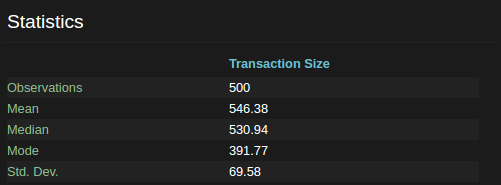 Statistics
Transaction Size
Observations 500
Mean 546.38
Median 530.94
Mode 391.77
Std. Dev. 69.58